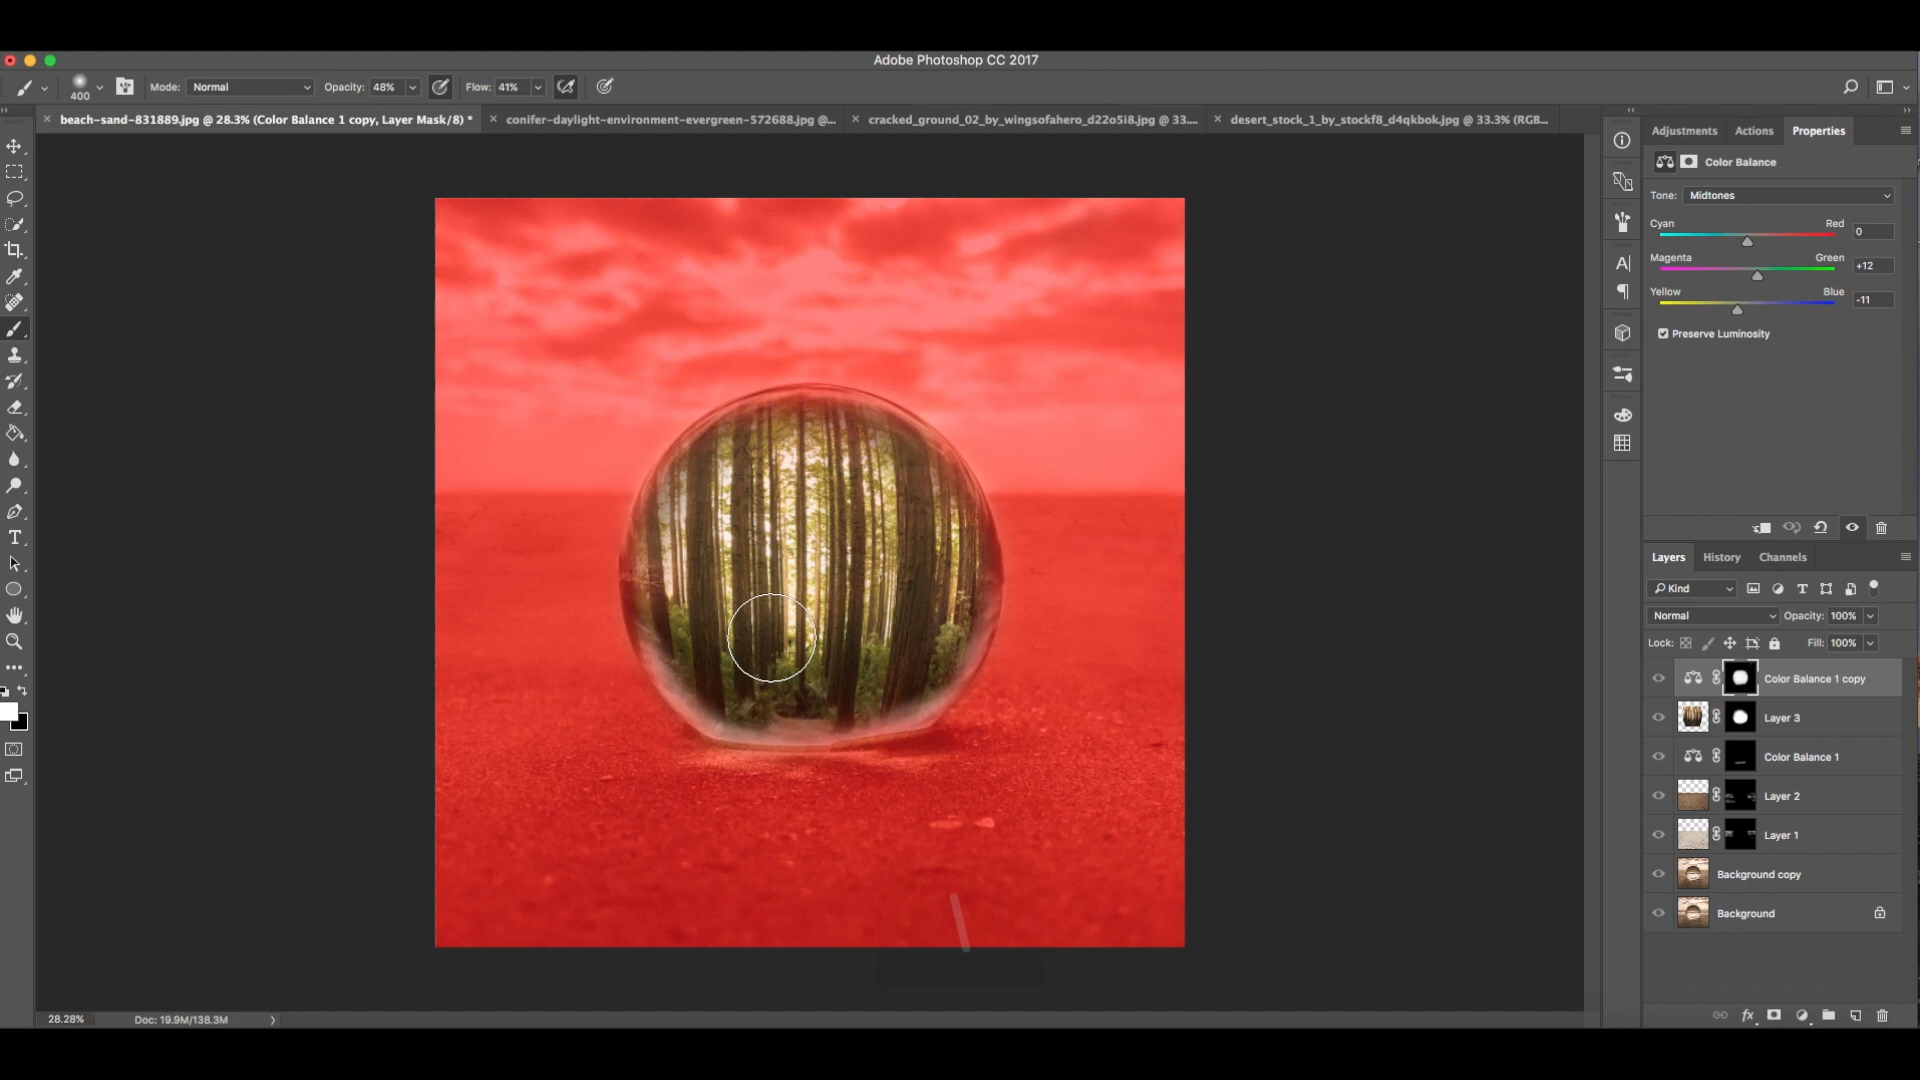 Adobe Photoshop CC 2017
400 Mode: Normal Opacity: 48% Flow: 41%
beach-sand-831889.jpg @ 28.3% (Color Balance 1 copy, Layer Mask/8) *
conifer-daylight-environment-evergreen-572688.jpg @...
cracked_ground_02_by_wingsofahero_d22o5i8.jpg @ 33....
desert_stock_1_by_stockf8_d4qkbok.jpg @ 33.3% (RGB...
Adjustments Actions Properties
Color Balance
Tone: Midtones
Cyan Red 0
Magenta Green +12
Yellow Blue -11
Preserve Luminosity
Layers History Channels
Kind
Normal Opacity: 100%
Lock: Fill: 100%
Color Balance 1 copy
Layer 3
Color Balance 1
Layer 2
Layer 1
Background copy
Background
fx
28.28% Doc: 19.9M/138.3M